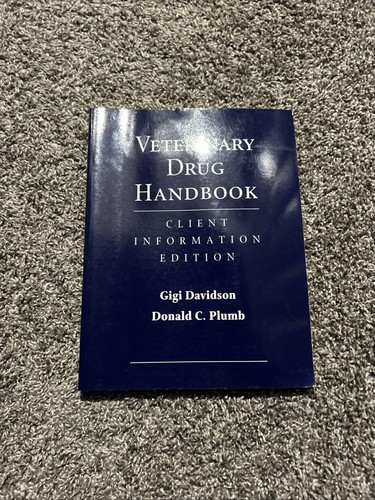 VETERINARY
DRUG
HANDBOOK
CLIENT
INFORMATION
EDITION
Gigi Davidson
Donald C. Plumb